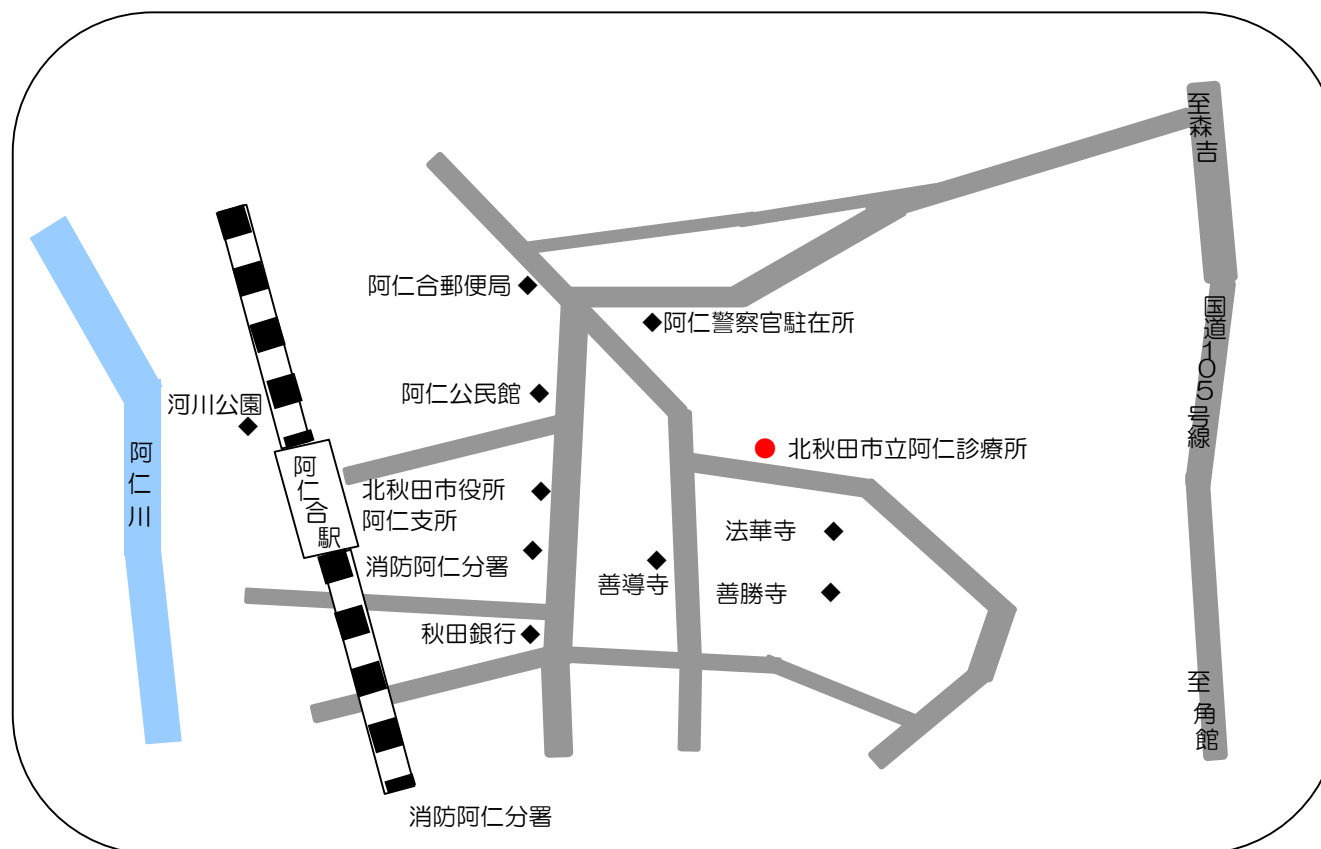 至森吉
阿仁合郵便局
阿仁警察官駐在所
国道105号線
阿仁公民館
河川公園
阿仁川
北秋田市立阿仁診療所
阿仁合駅
北秋田市役所
阿仁支所
法華寺
消防阿仁分署
善導寺
善勝寺
秋田銀行
至角館
消防阿仁分署